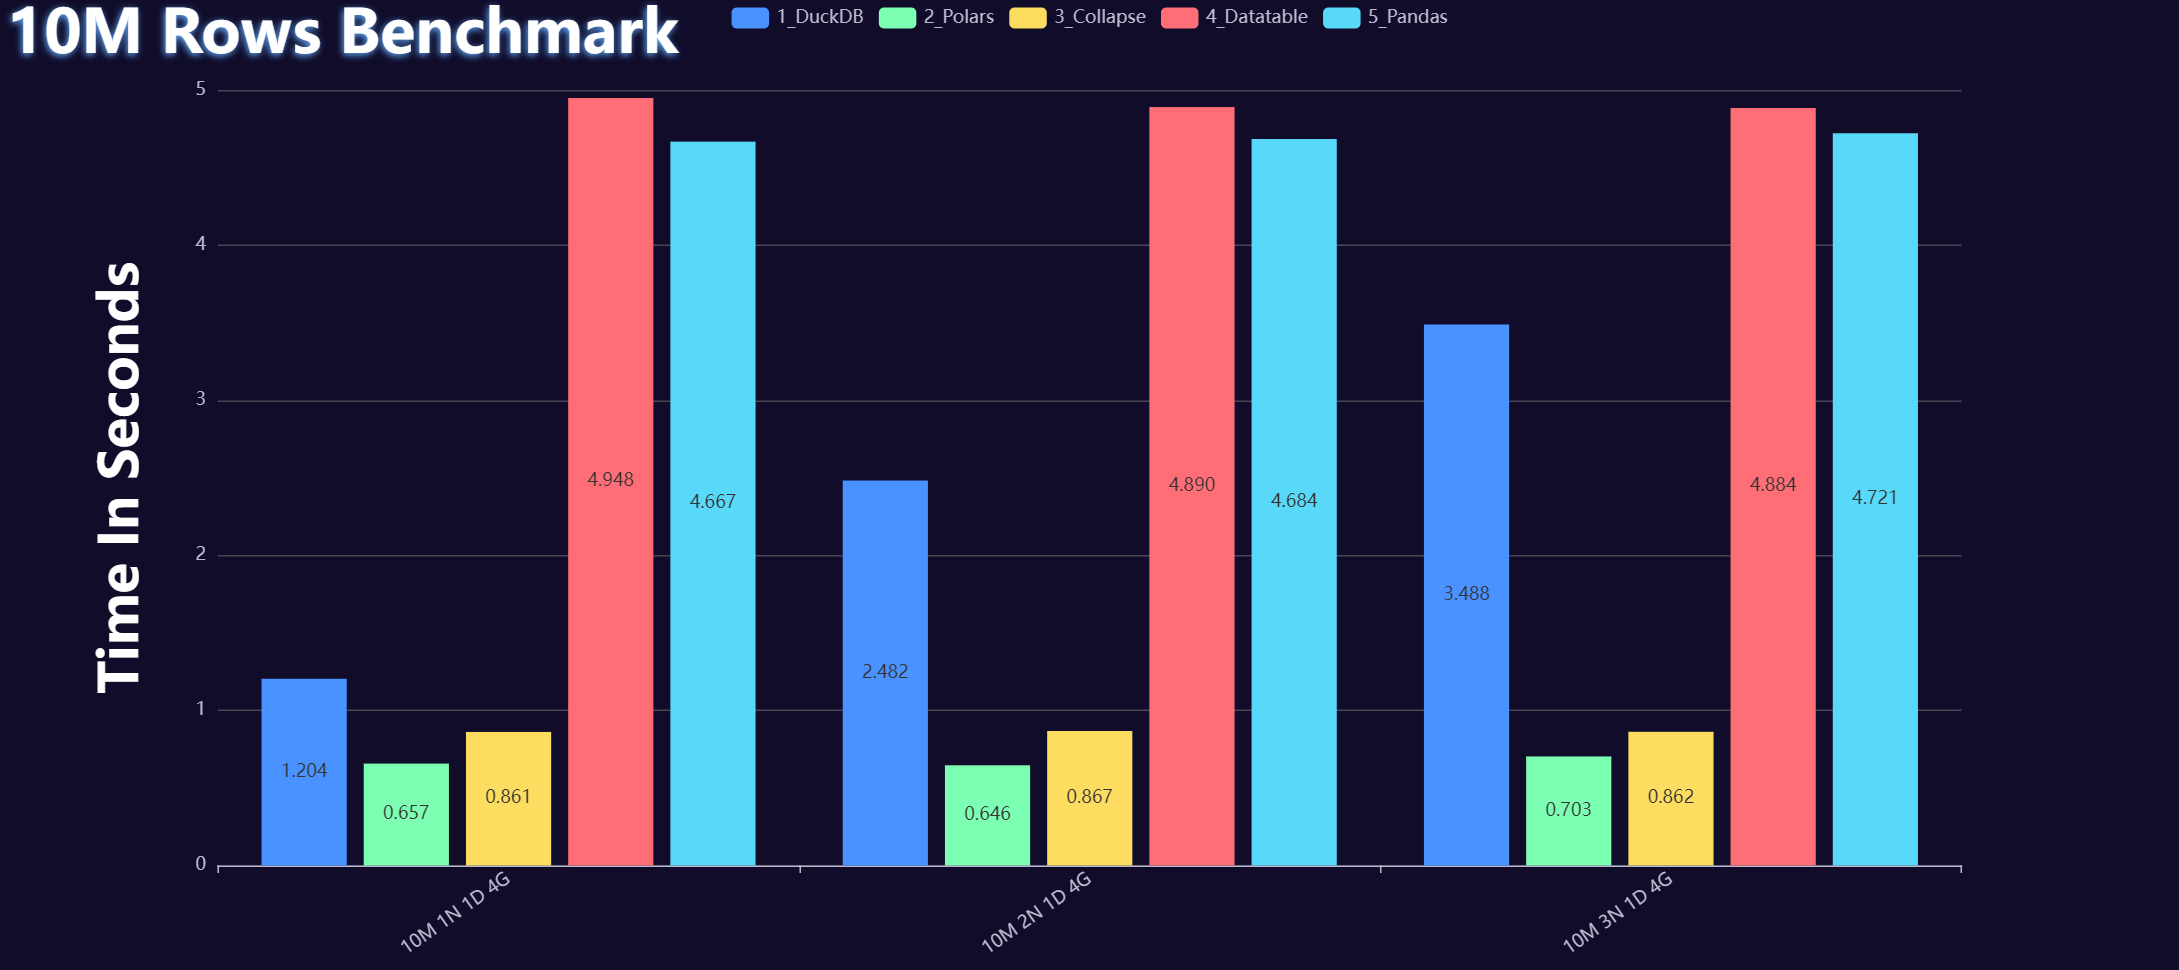 10M Rows Benchmark
1_DuckDB 2_Polars 3_Collapse 4_Datatable 5_Pandas
Time In Seconds
5
4
3
2
1
0
1.204 0.657 0.861 4.948 4.667
2.482 0.646 0.867 4.890 4.684
3.488 0.703 0.862 4.884 4.721
10M 1N 1D 4G
10M 2N 1D 4G
10M 3N 1D 4G